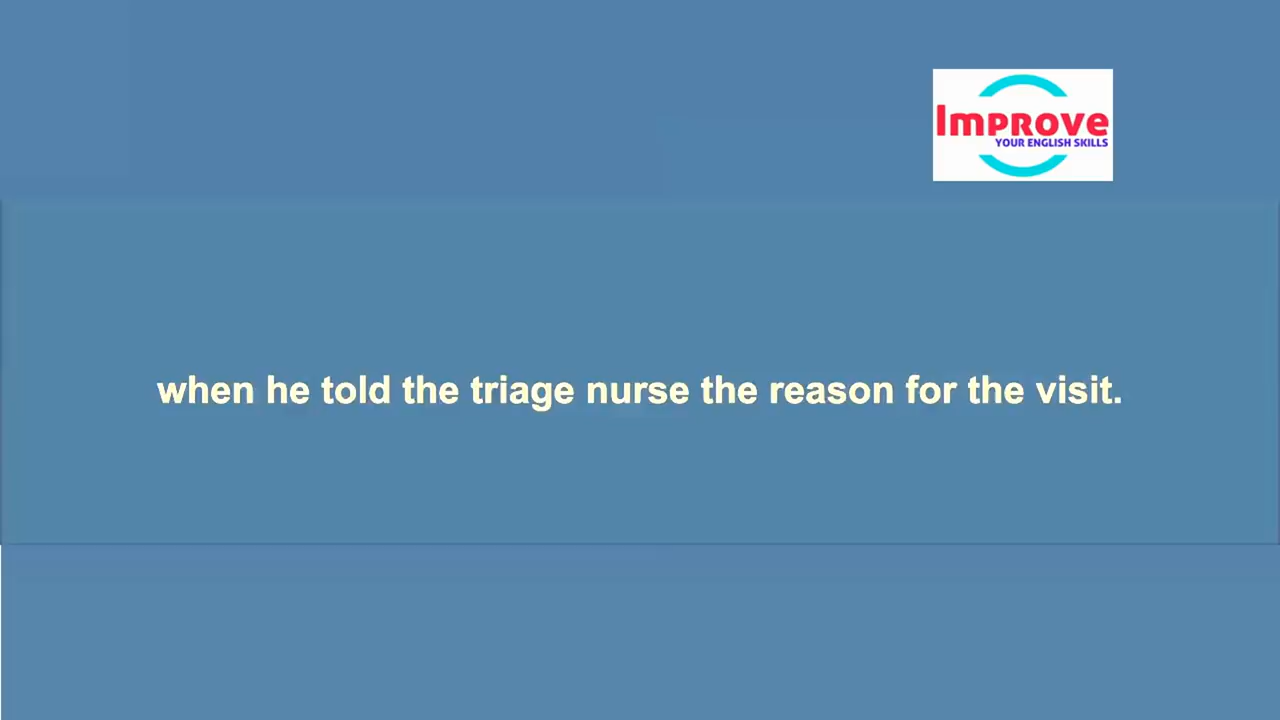 Improve
YOUR ENGLISH SKILLS
when he told the triage nurse the reason for the visit.